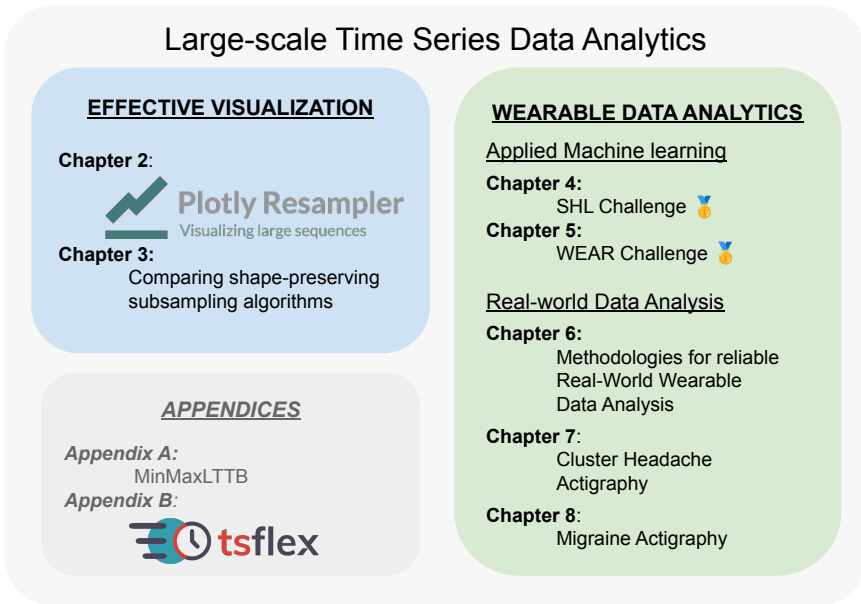 Large-scale Time Series Data Analytics
EFFECTIVE VISUALIZATION
Chapter 2:
Plotly Resampler
Visualizing large sequences
Chapter 3:
Comparing shape-preserving
subsampling algorithms
APPENDICES
Appendix A:
MinMaxLTTB
Appendix B:
tsflex
WEARABLE DATA ANALYTICS
Applied Machine learning
Chapter 4:
SHL Challenge 🥇
Chapter 5:
WEAR Challenge 🥇
Real-world Data Analysis
Chapter 6:
Methodologies for reliable
Real-World Wearable
Data Analysis
Chapter 7:
Cluster Headache
Actigraphy
Chapter 8:
Migraine Actigraphy